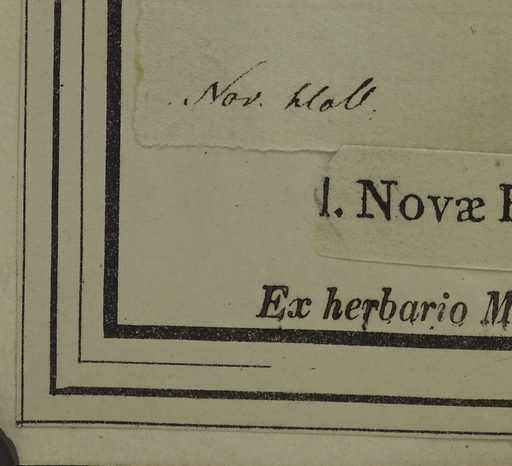 Nov. Holl.
l. Novæ
Ex herbario